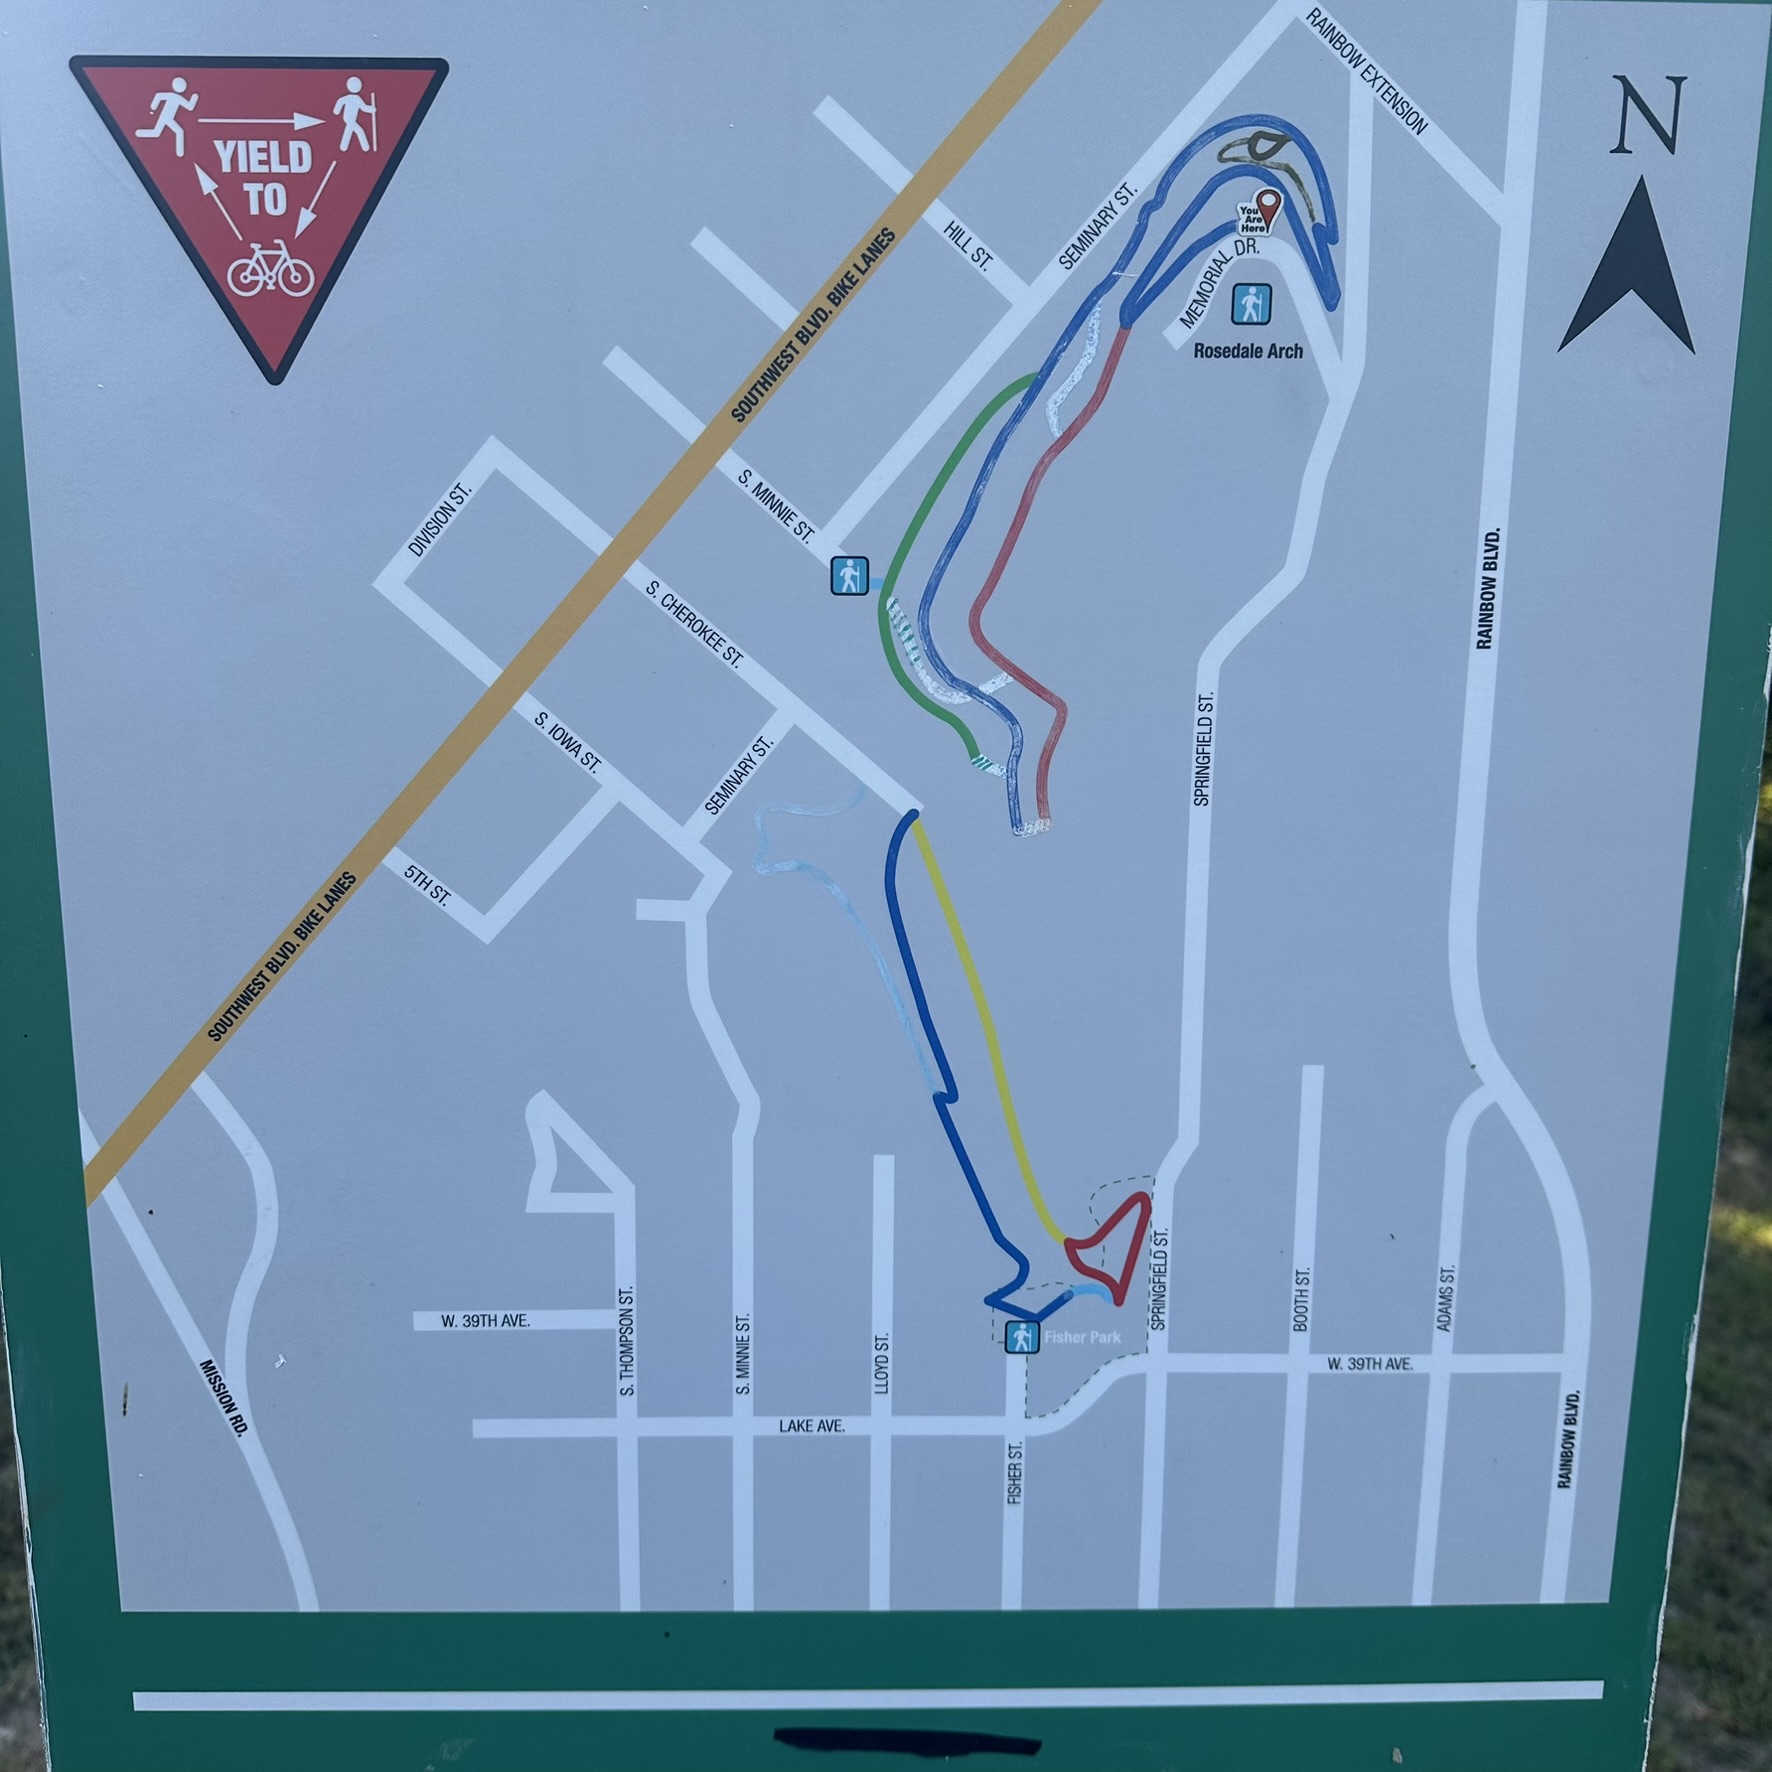 RAINBOW EXTENSION
N
YIELD
TO
SEMINARY ST.
HILL ST.
You
Are
Here
MEMORIAL DR.
Rosedale Arch
SOUTHWEST BLVD. BIKE LANES
S. MINNIE ST.
DIVISION ST.
S. CHEROKEE ST.
RAINBOW BLVD.
S. IOWA ST.
SEMINARY ST.
SPRINGFIELD ST.
5TH ST.
SOUTHWEST BLVD. BIKE LANES
W. 39TH AVE.
S. THOMPSON ST.
S. MINNIE ST.
LLOYD ST.
Fisher Park
SPRINGFIELD ST.
BOOTH ST.
ADAMS ST.
W. 39TH AVE.
MISSION RD.
LAKE AVE.
FISHER ST.
RAINBOW BLVD.